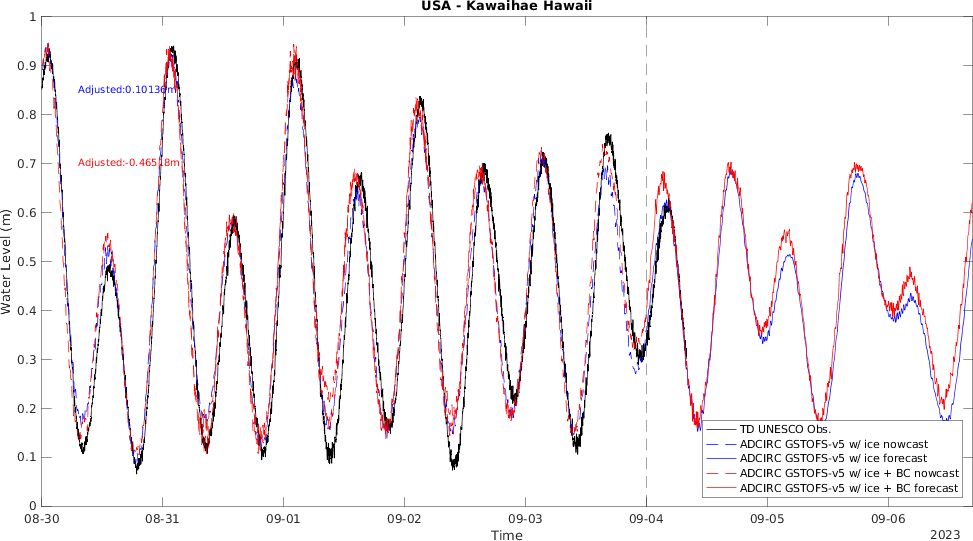 USA - Kawaihae Hawaii
1
0.9
0.8
0.7
0.6
0.5
0.4
0.3
0.2
0.1
0
Water Level (m)
Adjusted:0.10136m
Adjusted:-0.46518m
TD UNESCO Obs.
ADCIRC GSTOFS-v5 w/ ice nowcast
ADCIRC GSTOFS-v5 w/ ice forecast
ADCIRC GSTOFS-v5 w/ ice + BC nowcast
ADCIRC GSTOFS-v5 w/ ice + BC forecast
08-30 08-31 09-01 09-02 09-03 09-04 09-05 09-06
Time
2023